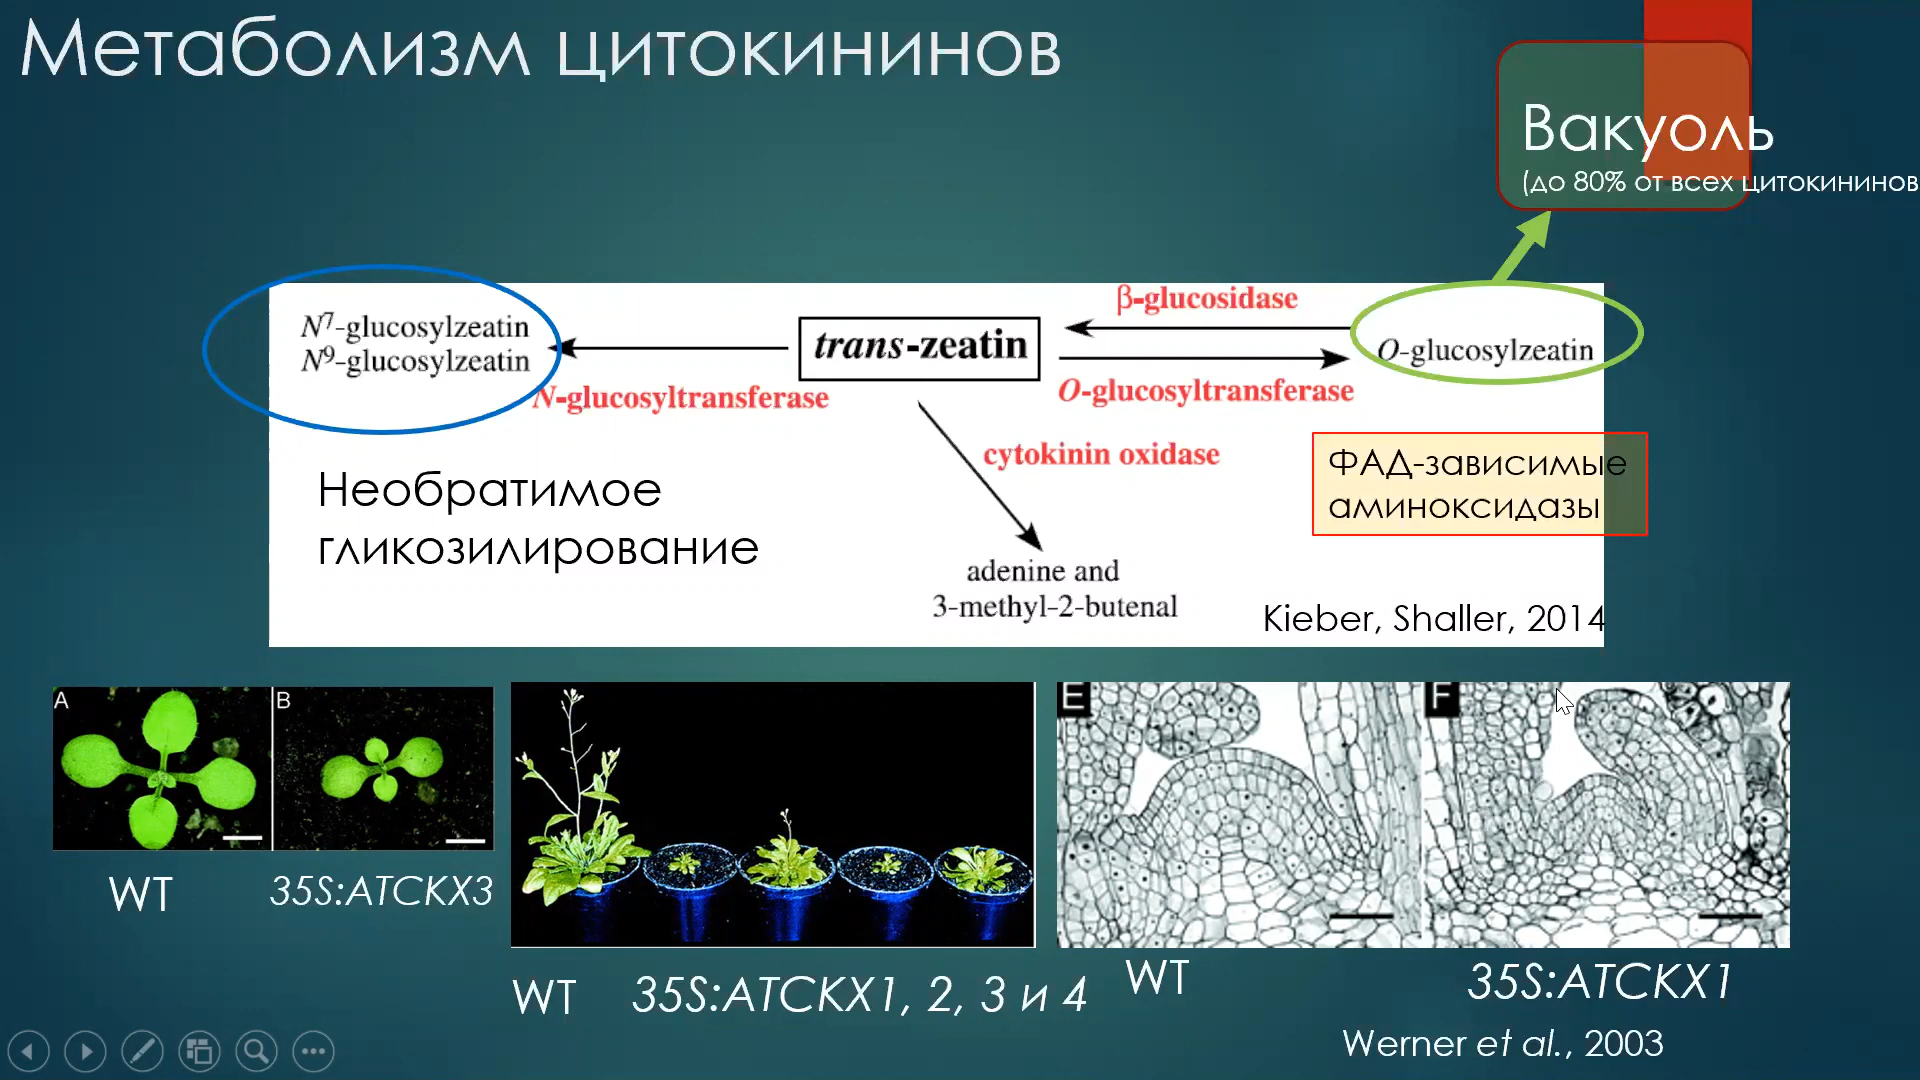 Метаболизм цитокининов
Вакуоль
(до 80% от всех цитокининов
N7-glucosylzeatin
N9-glucosylzeatin
N-glucosyltransferase
trans-zeatin
β-glucosidase
O-glucosyltransferase
O-glucosylzeatin
cytokinin oxidase
ФАД-зависимые
аминоксидазы
Необратимое
гликозилирование
adenine and
3-methyl-2-butenal
Kieber, Shaller, 2014
A
B
E
F
WT
35S:ATCKX3
WT
35S:ATCKX1, 2, 3 и 4
WT
35S:ATCKX1
Werner et al., 2003